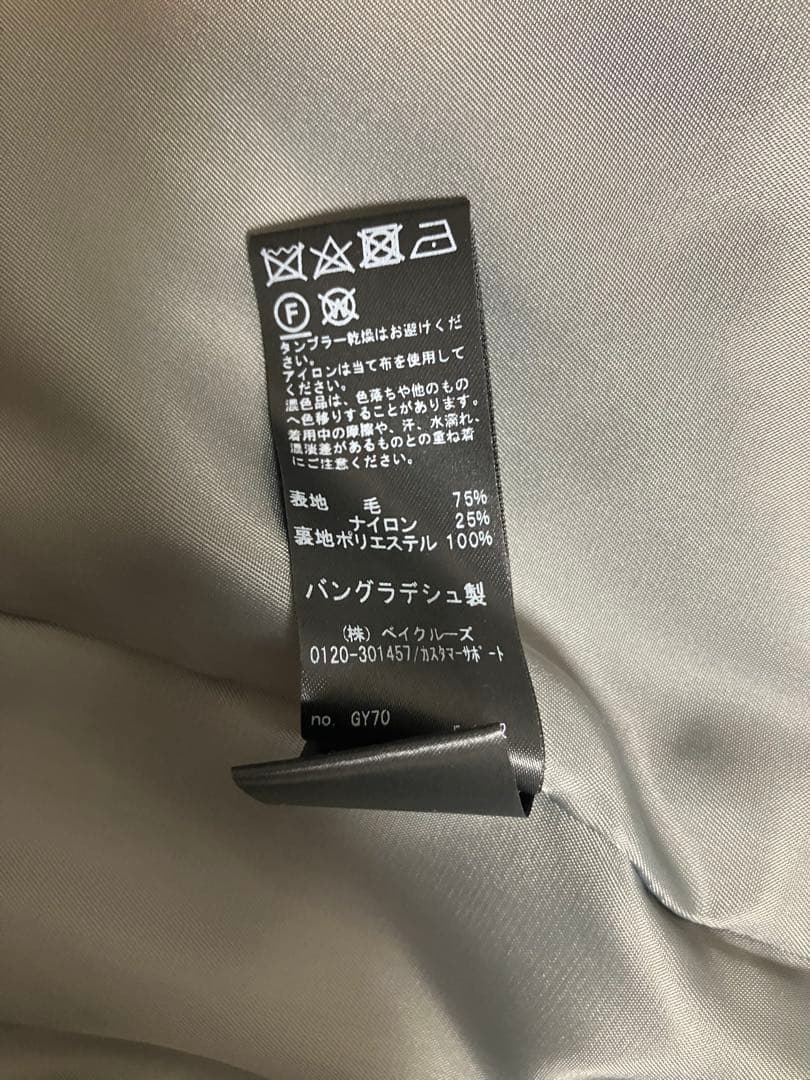 F W
タンブラー乾燥はお避けくだ
さい。
アイロンは当て布を使用して
ください。
濃色品は、色落ちや他のもの
へ色移りすることがあります。
着用中の摩擦や、汗、水濡れ、
濃淡差があるものとの重ね着
にご注意ください。
表地 毛 75%
ナイロン 25%
裏地ポリエステル 100%
バングラデシュ製
(株) ベイクルーズ
0120-301457/ｶｽﾀﾏｰｻﾎﾟｰﾄ
no. GY70